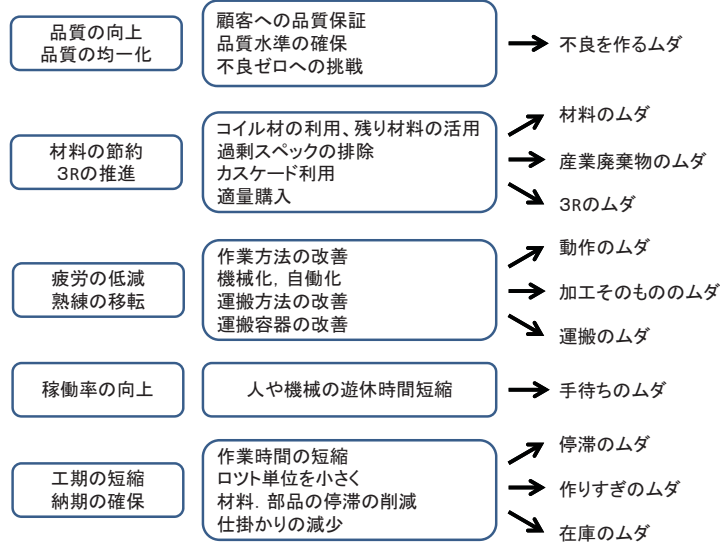 品質の向上
品質の均一化
顧客への品質保証
品質水準の確保
不良ゼロへの挑戦
不良を作るムダ
材料の節約
3Rの推進
コイル材の利用、残り材料の活用
過剰スペックの排除
カスケード利用
適量購入
材料のムダ
産業廃棄物のムダ
3Rのムダ
疲労の低減
熟練の移転
作業方法の改善
機械化, 自働化
運搬方法の改善
運搬容器の改善
動作のムダ
加工そのもののムダ
運搬のムダ
稼働率の向上
人や機械の遊休時間短縮
手待ちのムダ
工期の短縮
納期の確保
作業時間の短縮
ロツト単位を小さく
材料. 部品の停滞の削減
仕掛かりの減少
停滞のムダ
作りすぎのムダ
在庫のムダ